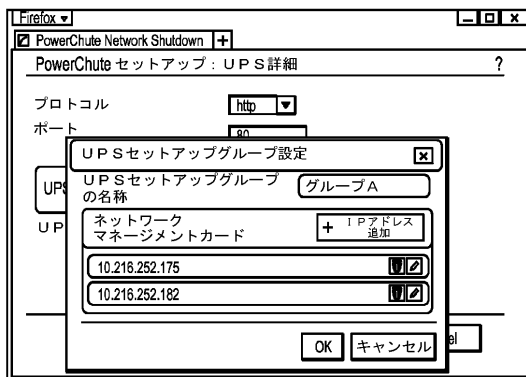 Firefox
PowerChute Network Shutdown
PowerChute セットアップ：ＵＰＳ詳細 ?
プロトコル http
ポート 80
ＵＰＳセットアップグループ設定
ＵＰＳセットアップグループ
の名称
グループＡ
ネットワーク
マネージメントカード
+ ＩＰアドレス
追加
10.216.252.175
10.216.252.182
UPS
ＵＰ
OK キャンセル
el